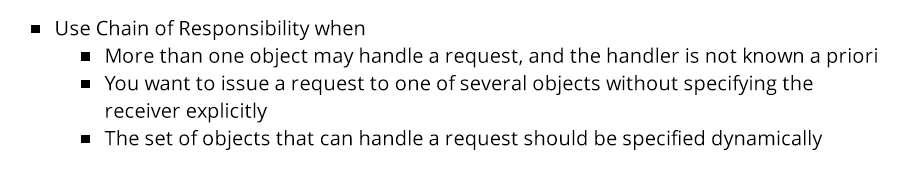 ▪ Use Chain of Responsibility when
▪ More than one object may handle a request, and the handler is not known a priori
▪ You want to issue a request to one of several objects without specifying the
receiver explicitly
▪ The set of objects that can handle a request should be specified dynamically